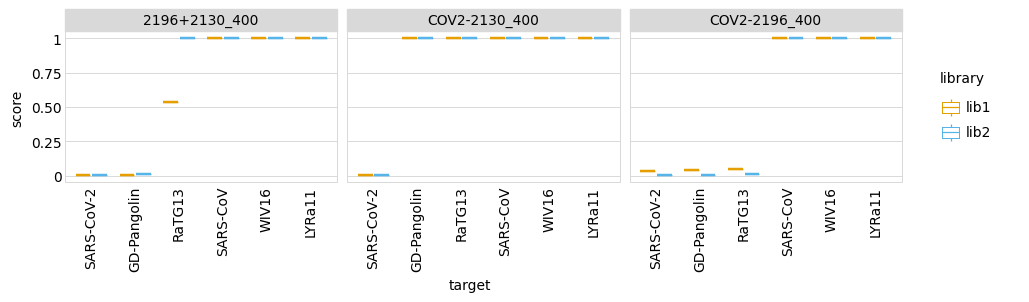 2196+2130_400
COV2-2130_400
COV2-2196_400
score
1
0.75
0.50
0.25
0
SARS-CoV-2
GD-Pangolin
RaTG13
SARS-CoV
WIV16
LYRa11
SARS-CoV-2
GD-Pangolin
RaTG13
SARS-CoV
WIV16
LYRa11
SARS-CoV-2
GD-Pangolin
RaTG13
SARS-CoV
WIV16
LYRa11
target
library
lib1
lib2